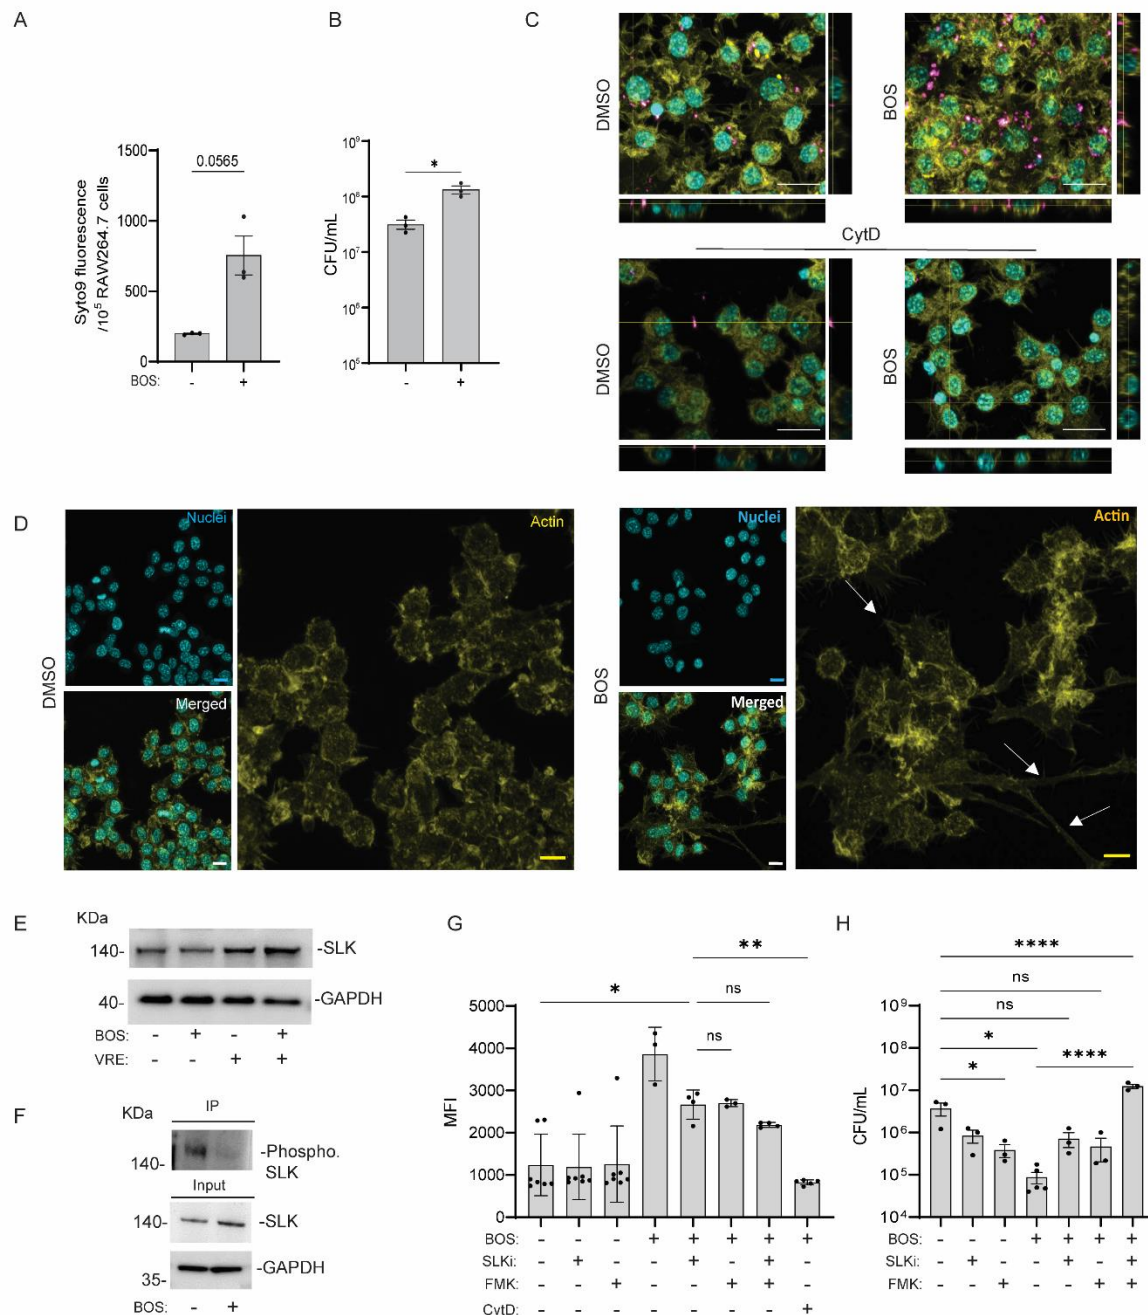 A
B
C
Syto9 fluorescence
/10⁵ RAW264.7 cells
1500
1000
500
0
0.0565
BOS:
-
+
CFU/mL
10⁹
10⁸
10⁷
10⁶
10⁵
*
-
+
DMSO
BOS
CytD
DMSO
BOS
D
DMSO
Nuclei
Merged
Actin
BOS
Nuclei
Merged
Actin
E
KDa
140-
-SLK
40-
-GAPDH
BOS: - + - +
VRE: - - + +
F
KDa
IP
140-
-Phospho.
SLK
Input
140-
-SLK
35-
-GAPDH
BOS: - +
G
**
* ns
ns
MFI
5000
4000
3000
2000
1000
0
BOS: - - - + + + + +
SLKi: - + - - + - + -
FMK: - - + - - + + -
CytD: - - - - - - - +
H
****
ns
ns
* ****
*
CFU/mL
10⁹
10⁸
10⁷
10⁶
10⁵
10⁴
BOS: - - - + + + +
SLKi: - + - - + - +
FMK: - - + - - + +